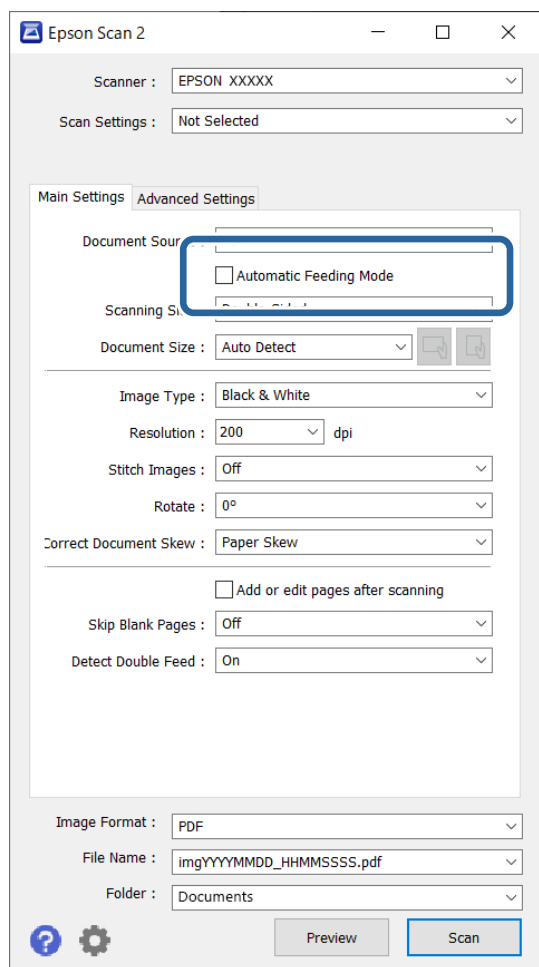 Epson Scan 2
Scanner : EPSON XXXXX
Scan Settings : Not Selected
Main Settings Advanced Settings
Document
Automatic Feeding Mode
Scanning
Document Size : Auto Detect
Image Type : Black & White
Resolution : 200 dpi
Stitch Images : Off
Rotate : 0°
Correct Document Skew : Paper Skew
Add or edit pages after scanning
Skip Blank Pages : Off
Detect Double Feed : On
Image Format : PDF
File Name : imgYYYYMMDD_HHMMSSSS.pdf
Folder : Documents
? Preview Scan